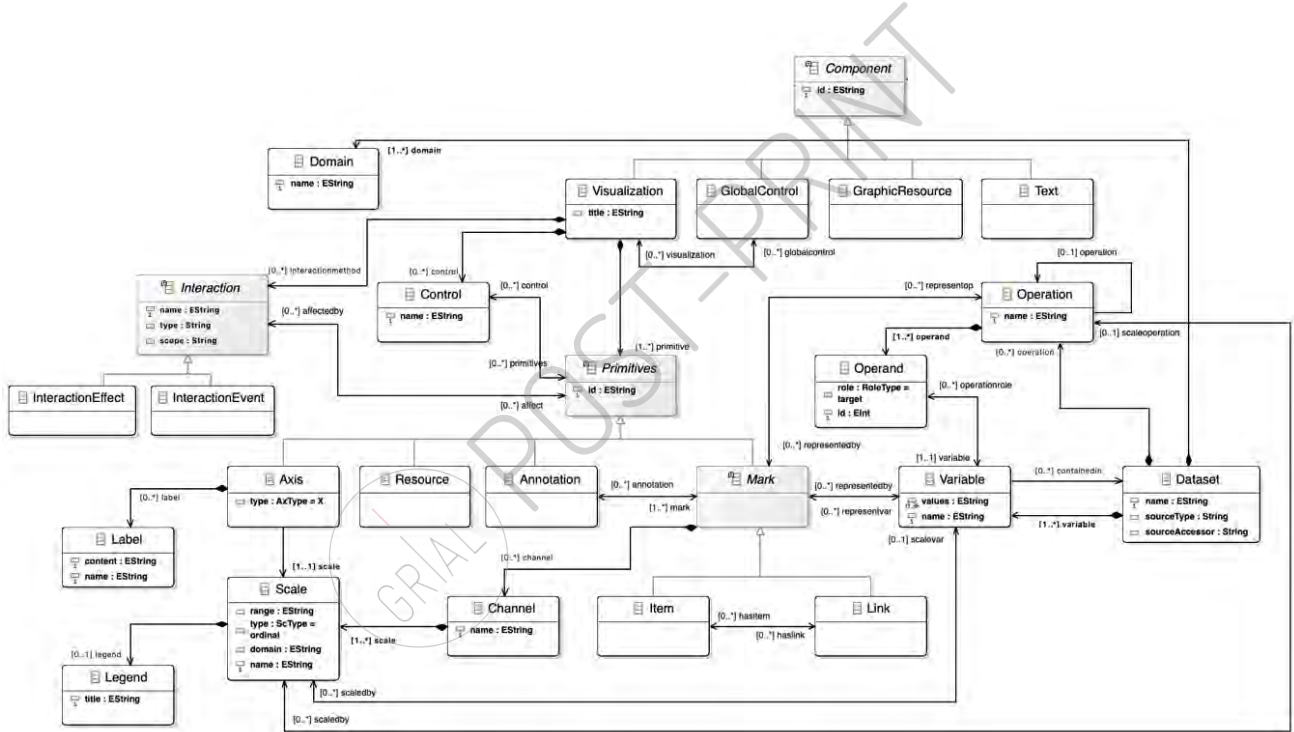 Component
id : EString
[1..*] domain
Domain
name : EString
Visualization
title : EString
GlobalControl
GraphicResource
Text
[0..*] visualization
[0..*] globalcontrol
[0..1] operation
[0..*] interactionmethod
[0..*] control
Interaction
name : EString
type : String
scope : String
[0..*] affectedby
Control
name : EString
[0..*] control
[0..*] representop
Operation
name : EString
[0..1] scaleoperation
[1..*] operand
[0..*] operation
[1..*] primitive
[0..*] primitives
Primitives
id : EString
[0..*] affect
Operand
role : RoleType =
target
id : EInt
[0..*] operationrole
InteractionEffect
InteractionEvent
[0..*] representedby
[1..1] variable
Axis
type : AxType = X
Resource
Annotation
[0..*] annotation
[1..*] mark
Mark
[0..*] representedby
[0..*] representvar
Variable
values : EString
name : EString
[0..1] scalevar
[0..*] containedin
[1..*] variable
Dataset
name : EString
sourceType : String
sourceAccessor : String
[0..*] label
Label
content : EString
name : EString
[1..1] scale
[0..*] channel
Scale
range : EString
type : ScType =
ordinal
domain : EString
name : EString
[1..*] scale
Channel
name : EString
Item
[0..*] hasitem
[0..*] haslink
Link
[0..1] legend
Legend
title : EString
[0..*] scaledby
[0..*] scaledby
POST-PRINT
GRIAL